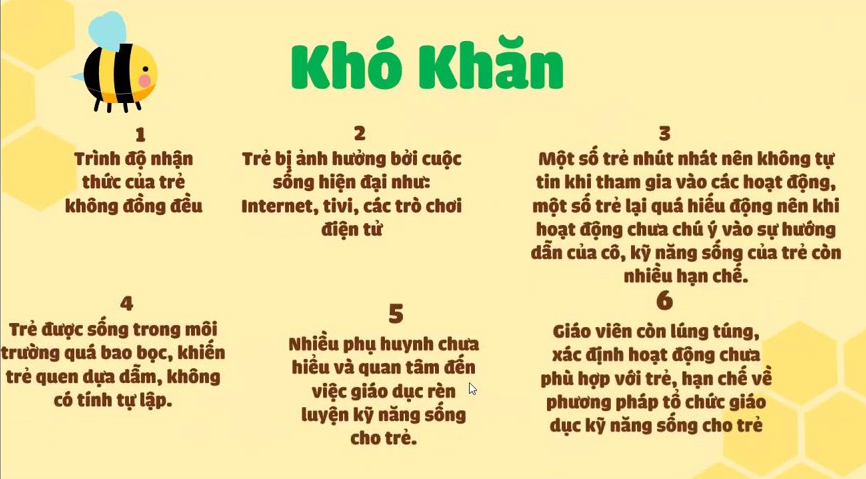 Khó Khăn
1
Trình độ nhận
thức của trẻ
không đồng đều
2
Trẻ bị ảnh hưởng bởi cuộc
sống hiện đại như:
Internet, tivi, các trò chơi
điện tử
3
Một số trẻ nhút nhát nên không tự
tin khi tham gia vào các hoạt động,
một số trẻ lại quá hiếu động nên khi
hoạt động chưa chú ý vào sự hướng
dẫn của cô, kỹ năng sống của trẻ còn
nhiều hạn chế.
4
Trẻ được sống trong môi
trường quá bao bọc, khiến
trẻ quen dựa dẫm, không
có tính tự lập.
5
Nhiều phụ huynh chưa
hiểu và quan tâm đến
việc giáo dục rèn
luyện kỹ năng sống
cho trẻ.
6
Giáo viên còn lúng túng,
xác định hoạt động chưa
phù hợp với trẻ, hạn chế về
phương pháp tổ chức giáo
dục kỹ năng sống cho trẻ